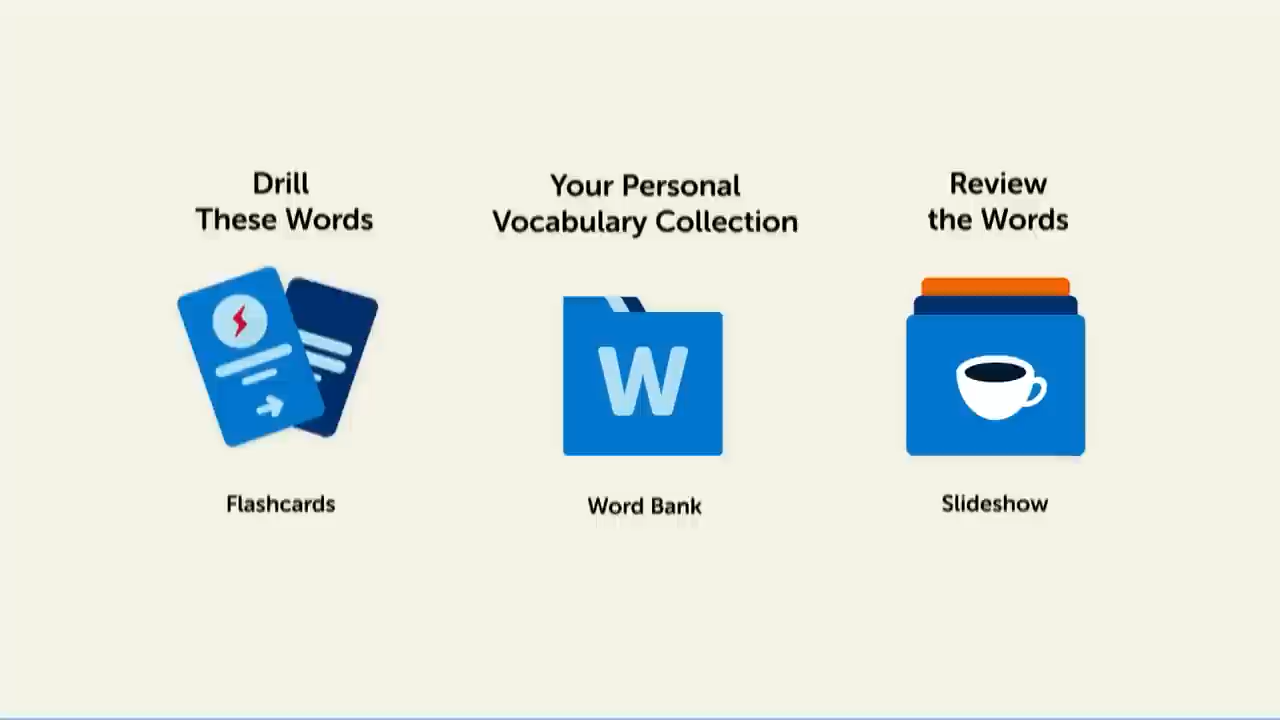 Drill
These Words
Your Personal
Vocabulary Collection
Review
the Words
W
Flashcards
Word Bank
Slideshow